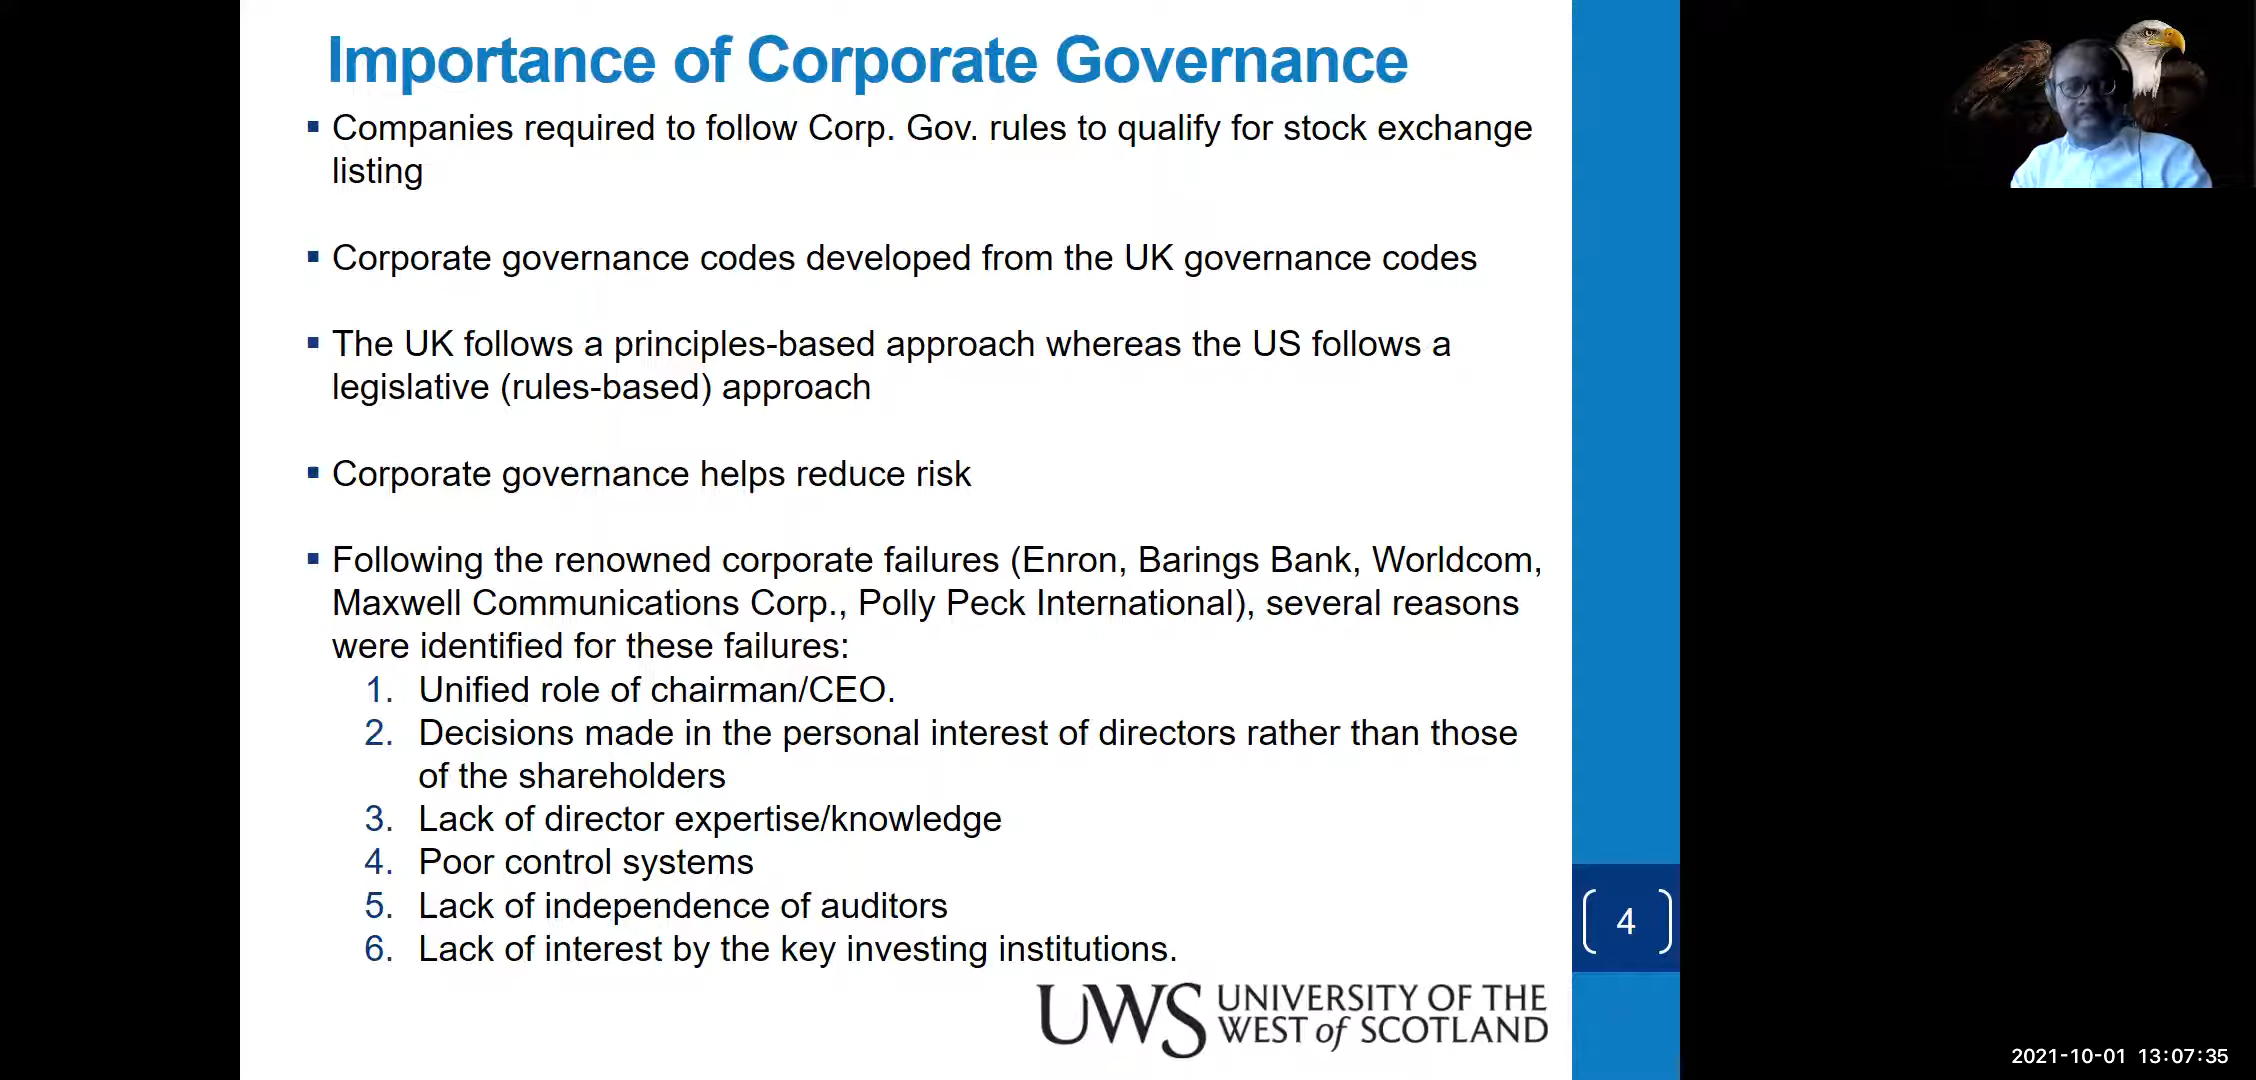 Importance of Corporate Governance
▪ Companies required to follow Corp. Gov. rules to qualify for stock exchange
listing
▪ Corporate governance codes developed from the UK governance codes
▪ The UK follows a principles-based approach whereas the US follows a
legislative (rules-based) approach
▪ Corporate governance helps reduce risk
▪ Following the renowned corporate failures (Enron, Barings Bank, Worldcom,
Maxwell Communications Corp., Polly Peck International), several reasons
were identified for these failures:
1. Unified role of chairman/CEO.
2. Decisions made in the personal interest of directors rather than those
of the shareholders
3. Lack of director expertise/knowledge
4. Poor control systems
5. Lack of independence of auditors
6. Lack of interest by the key investing institutions.
4
UWS UNIVERSITY OF THE
WEST of SCOTLAND
2021-10-01 13:07:35